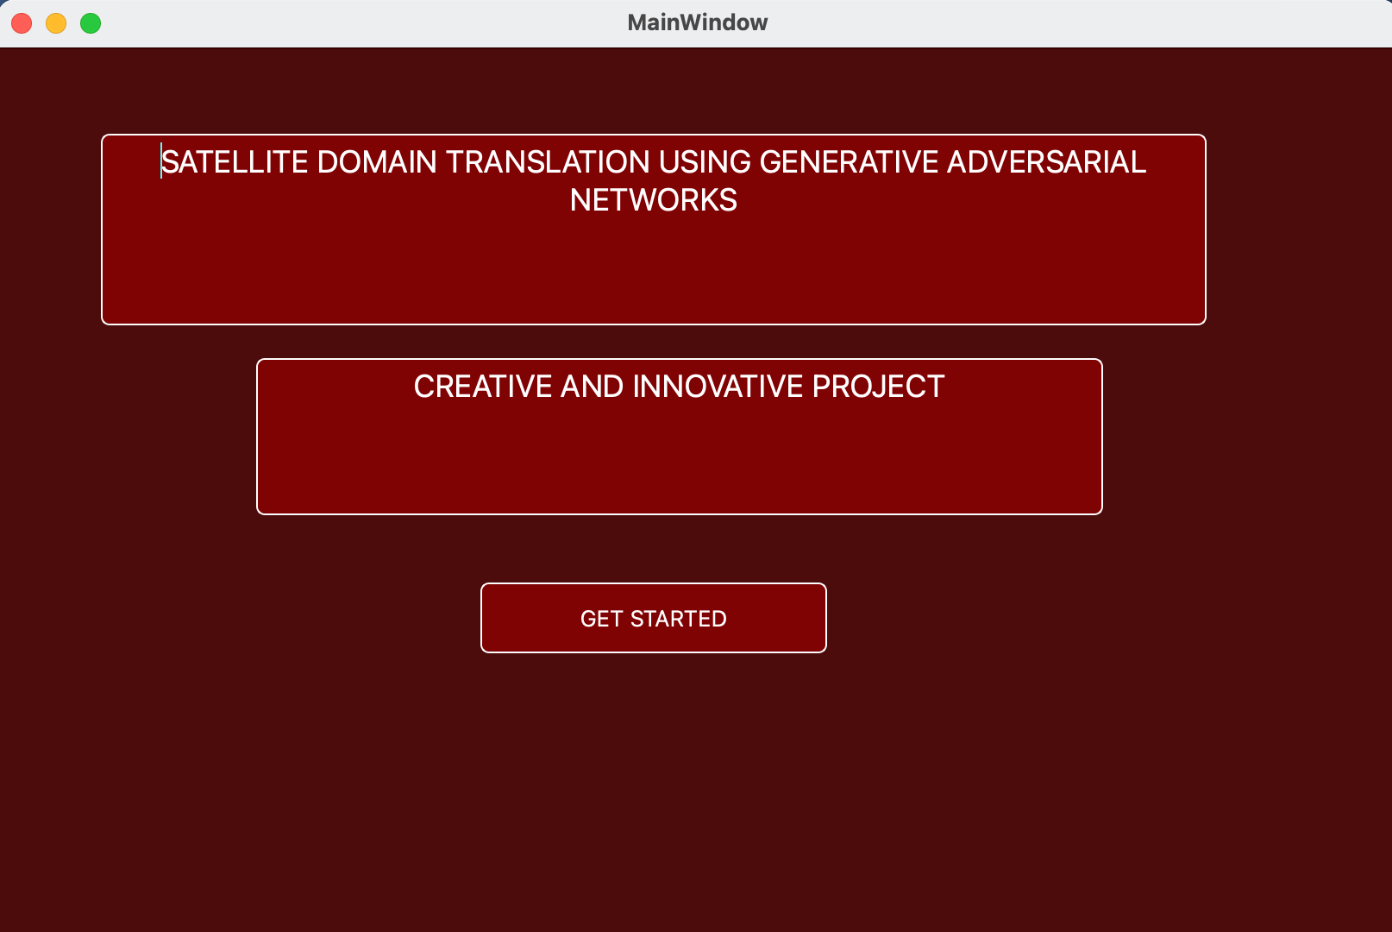 MainWindow
SATELLITE DOMAIN TRANSLATION USING GENERATIVE ADVERSARIAL
NETWORKS
CREATIVE AND INNOVATIVE PROJECT
GET STARTED